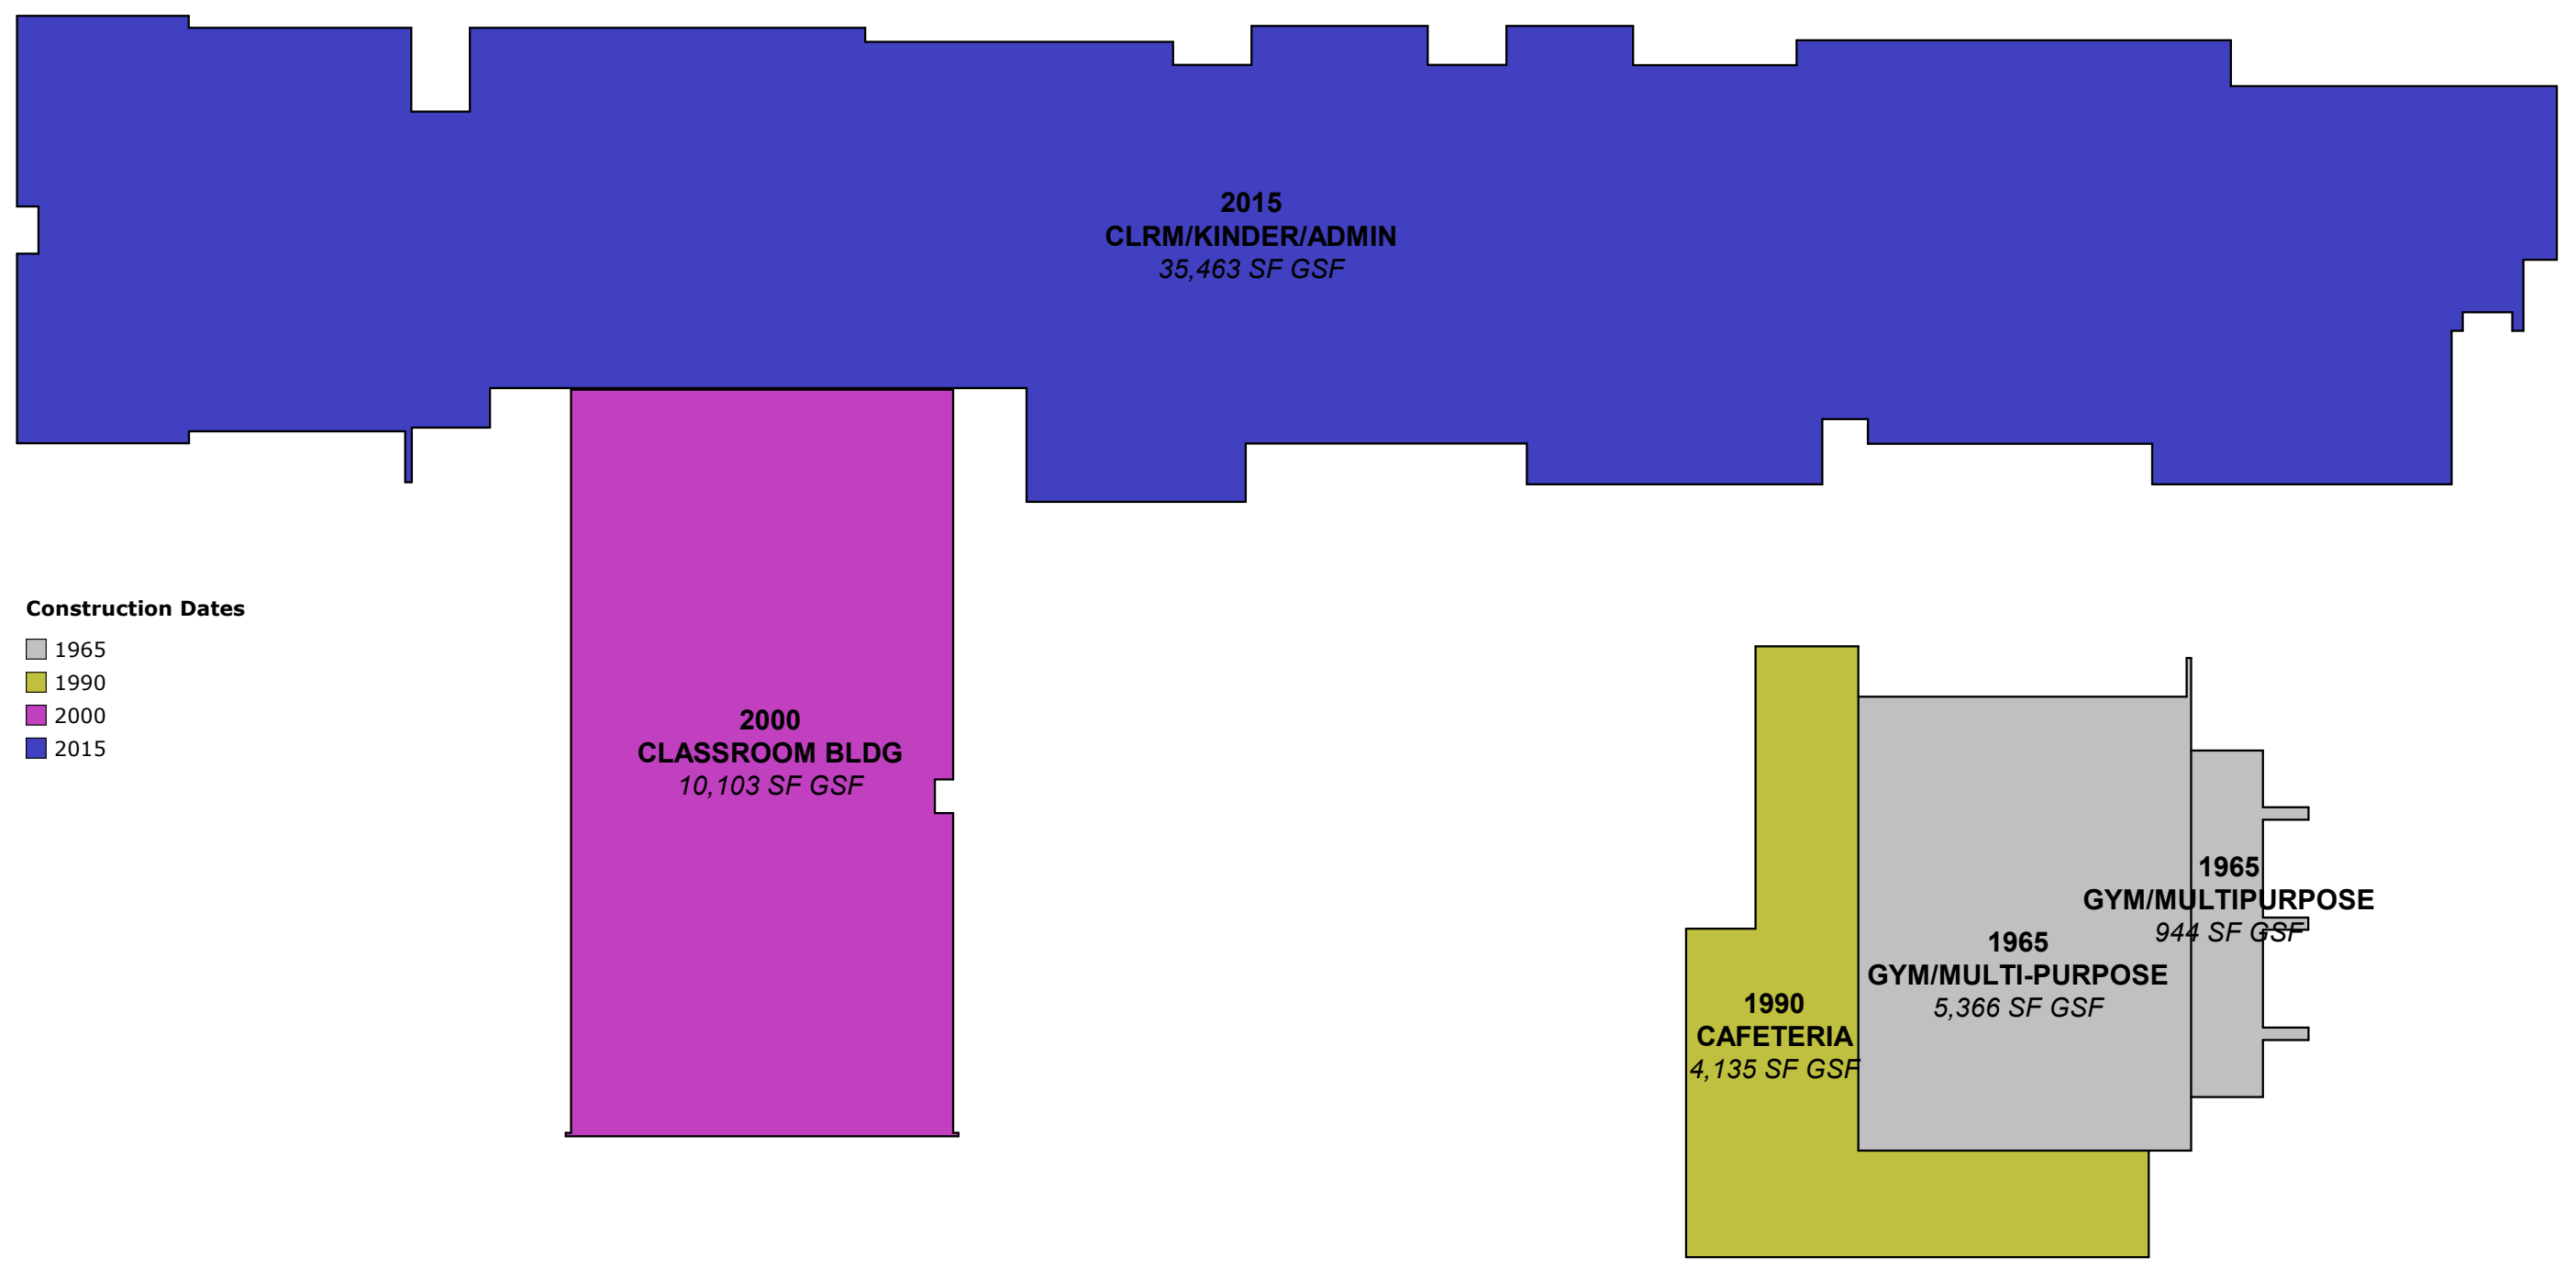 2015
CLRM/KINDER/ADMIN
35,463 SF GSF
Construction Dates
1965
1990
2000
2015
2000
CLASSROOM BLDG
10,103 SF GSF
1965
GYM/MULTIPURPOSE
944 SF GSF
1965
GYM/MULTI-PURPOSE
5,366 SF GSF
1990
CAFETERIA
4,135 SF GSF